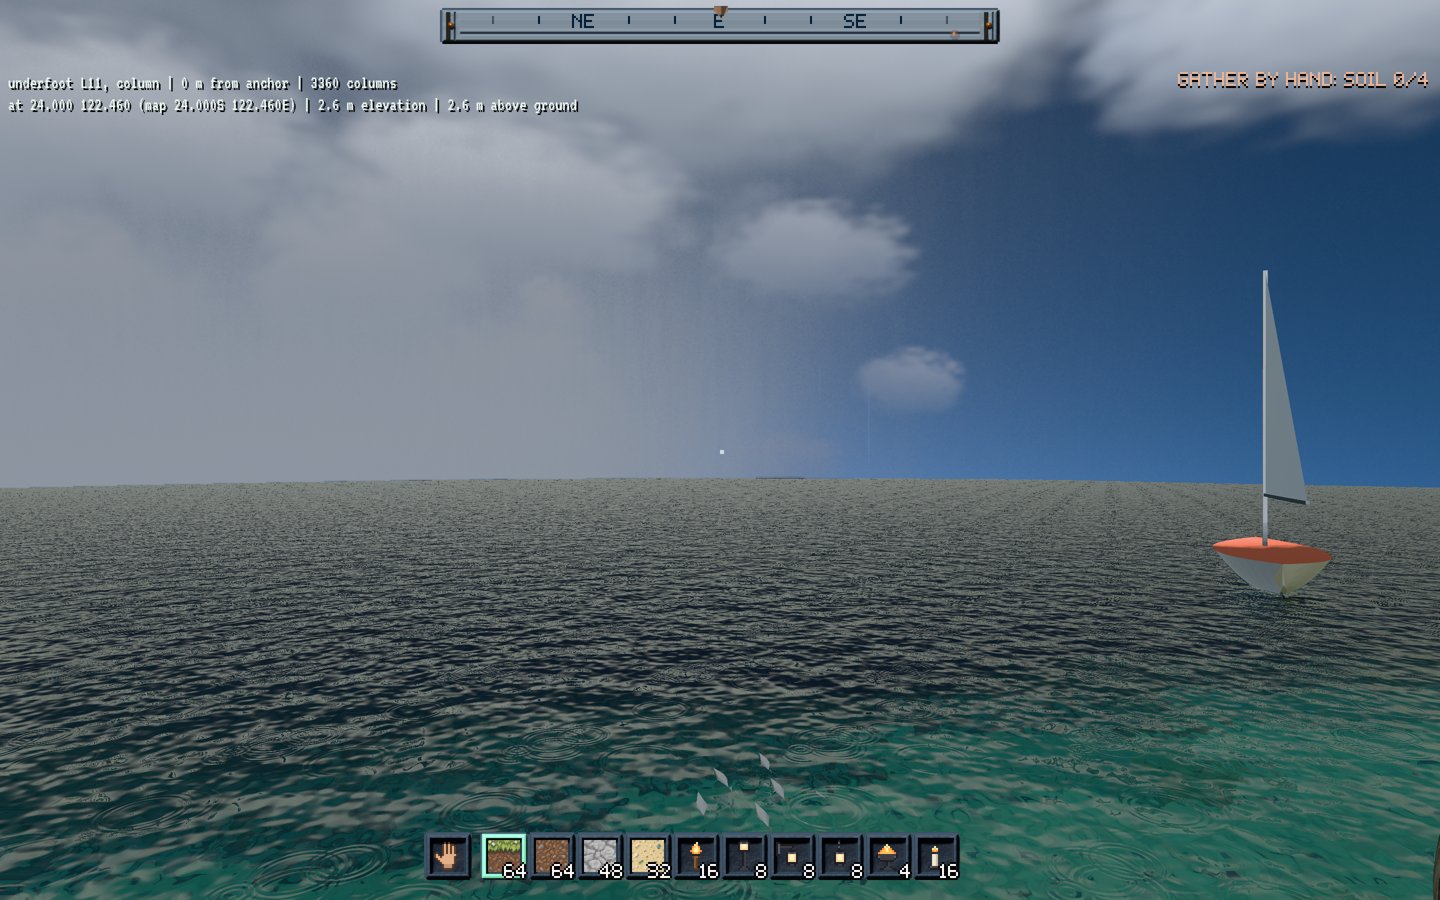 NE E SE
underfoot L11, column | 0 m from anchor | 3360 columns
GATHER BY HAND: SOIL 0/4
at 24.000 122.460 (map 24.000S 122.460E) | 2.6 m elevation | 2.6 m above ground
64 64 48 32 16 8 8 8 4 16